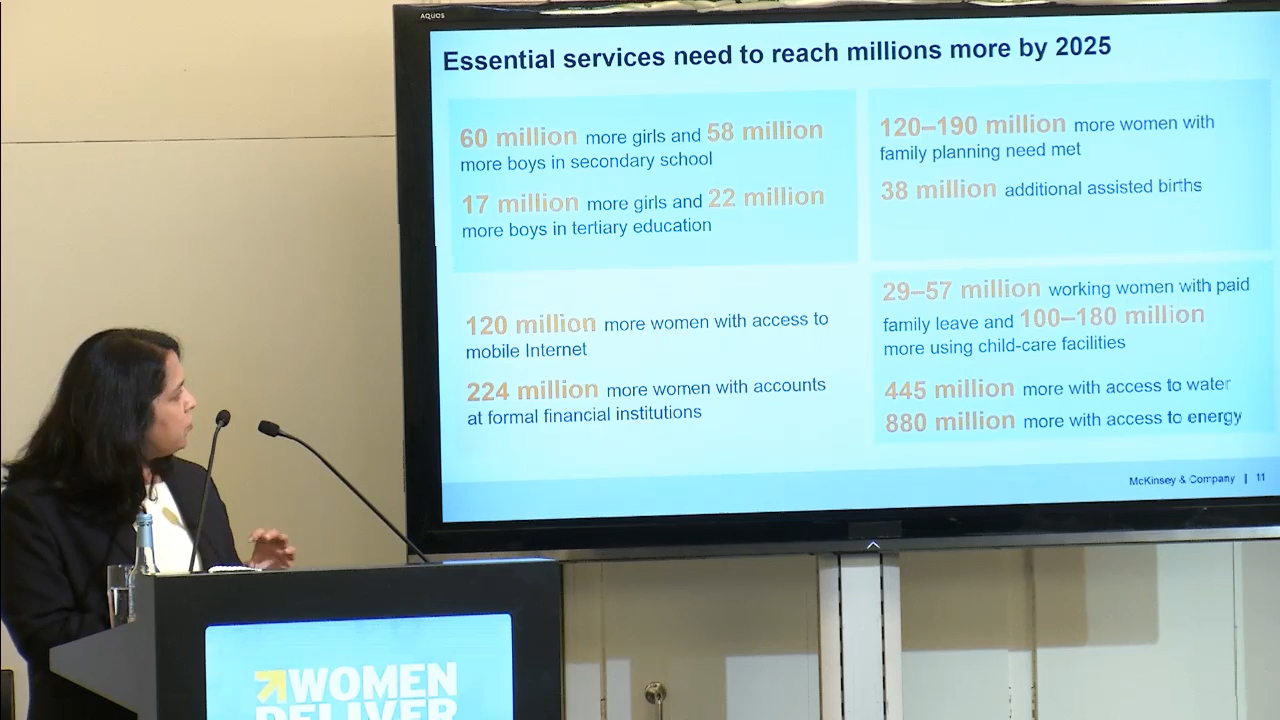 AQUOS
Essential services need to reach millions more by 2025
60 million more girls and 58 million
more boys in secondary school
17 million more girls and 22 million
more boys in tertiary education
120–190 million more women with
family planning need met
38 million additional assisted births
120 million more women with access to
mobile Internet
224 million more women with accounts
at formal financial institutions
29–57 million working women with paid
family leave and 100–180 million
more using child-care facilities
445 million more with access to water
880 million more with access to energy
McKinsey & Company | 11
WOMEN
DELIVER